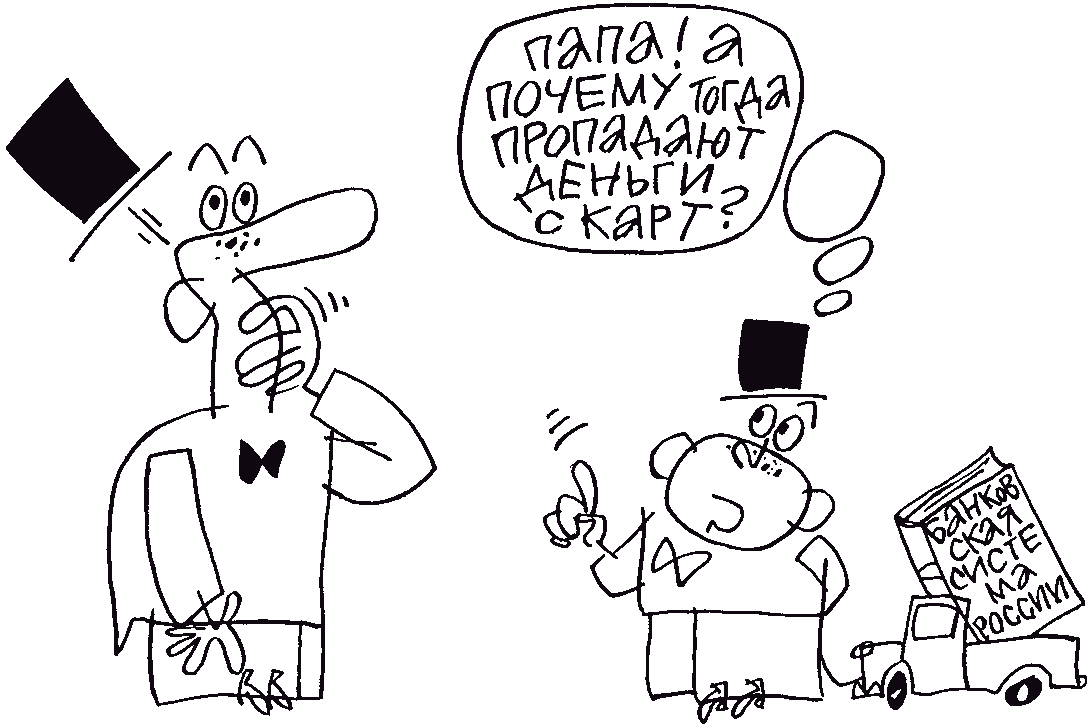 ПАПА! А
ПОЧЕМУ ТОГДА
ПРОПАДАЮТ
ДЕНЬГИ
С КАРТ?
БАНКОВ
СКАЯ
СИСТЕ
МА
РОССИИ